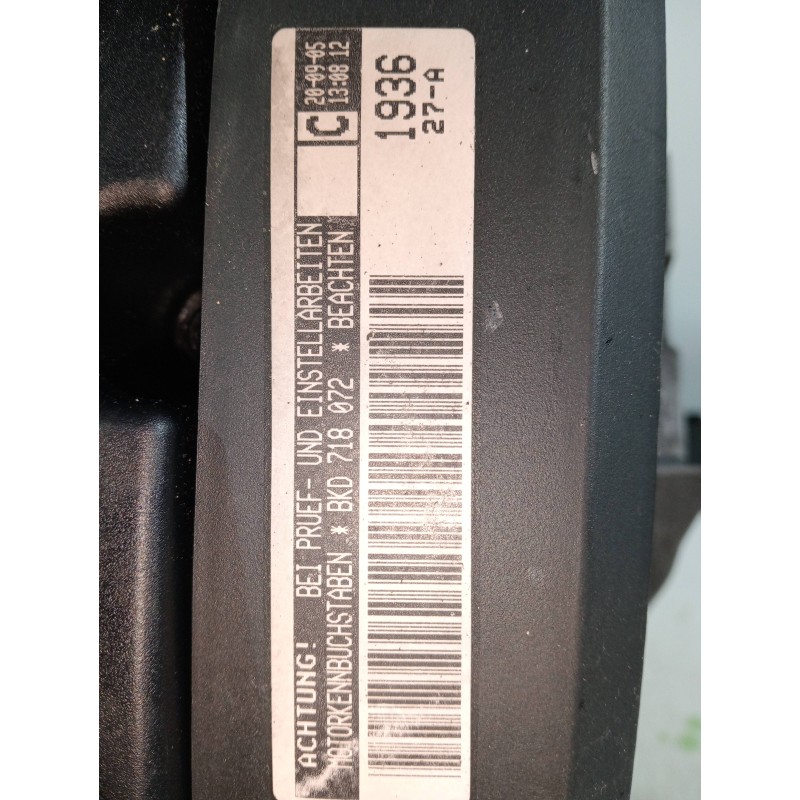 ACHTUNG! BEI PRUEF- UND EINSTELLARBEITEN
MOTORKENNBUCHSTABEN * BKD 718 072 * BEACHTEN
C
20-09-05
13:08 12
1936
27-A